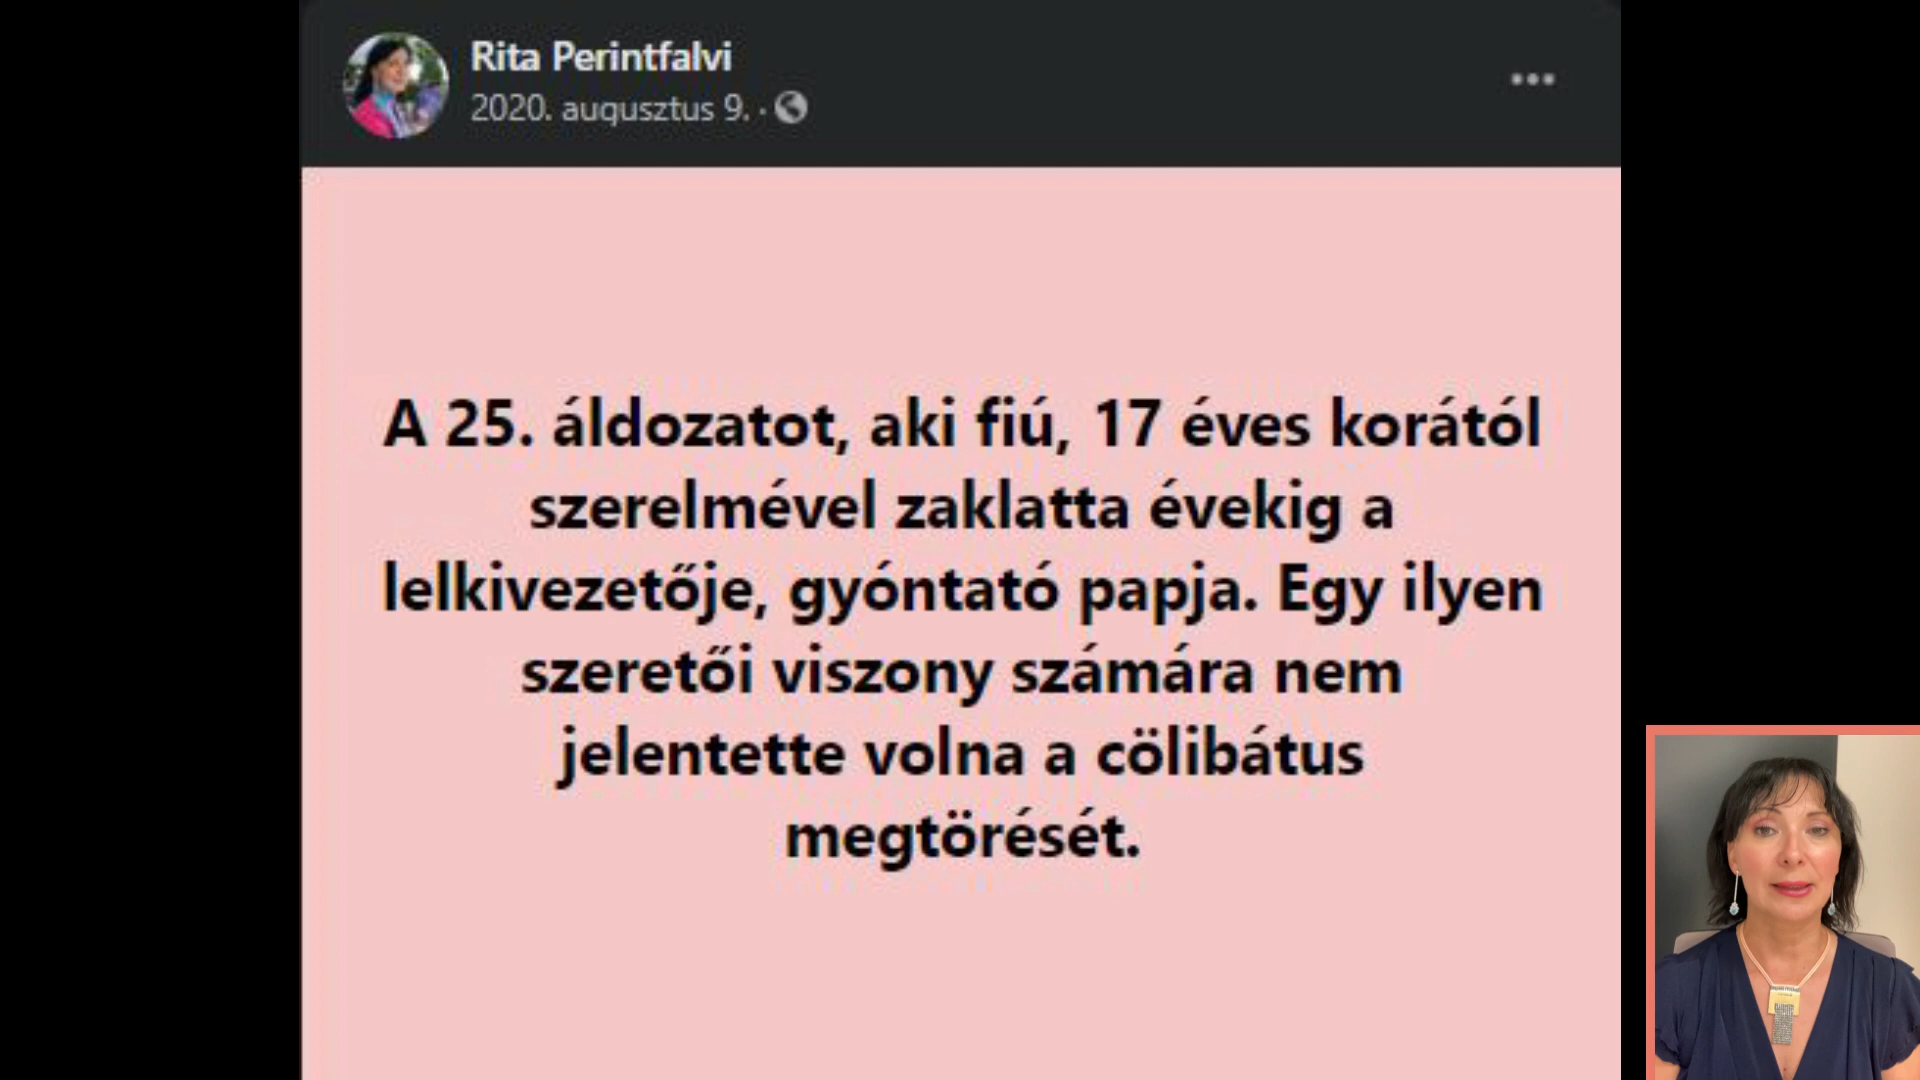 Rita Perintfalvi
2020. augusztus 9. ·
A 25. áldozatot, aki fiú, 17 éves korától
szerelmével zaklatta évekig a
lelkivezetője, gyóntató papja. Egy ilyen
szeretői viszony számára nem
jelentette volna a cölibátus
megtörését.